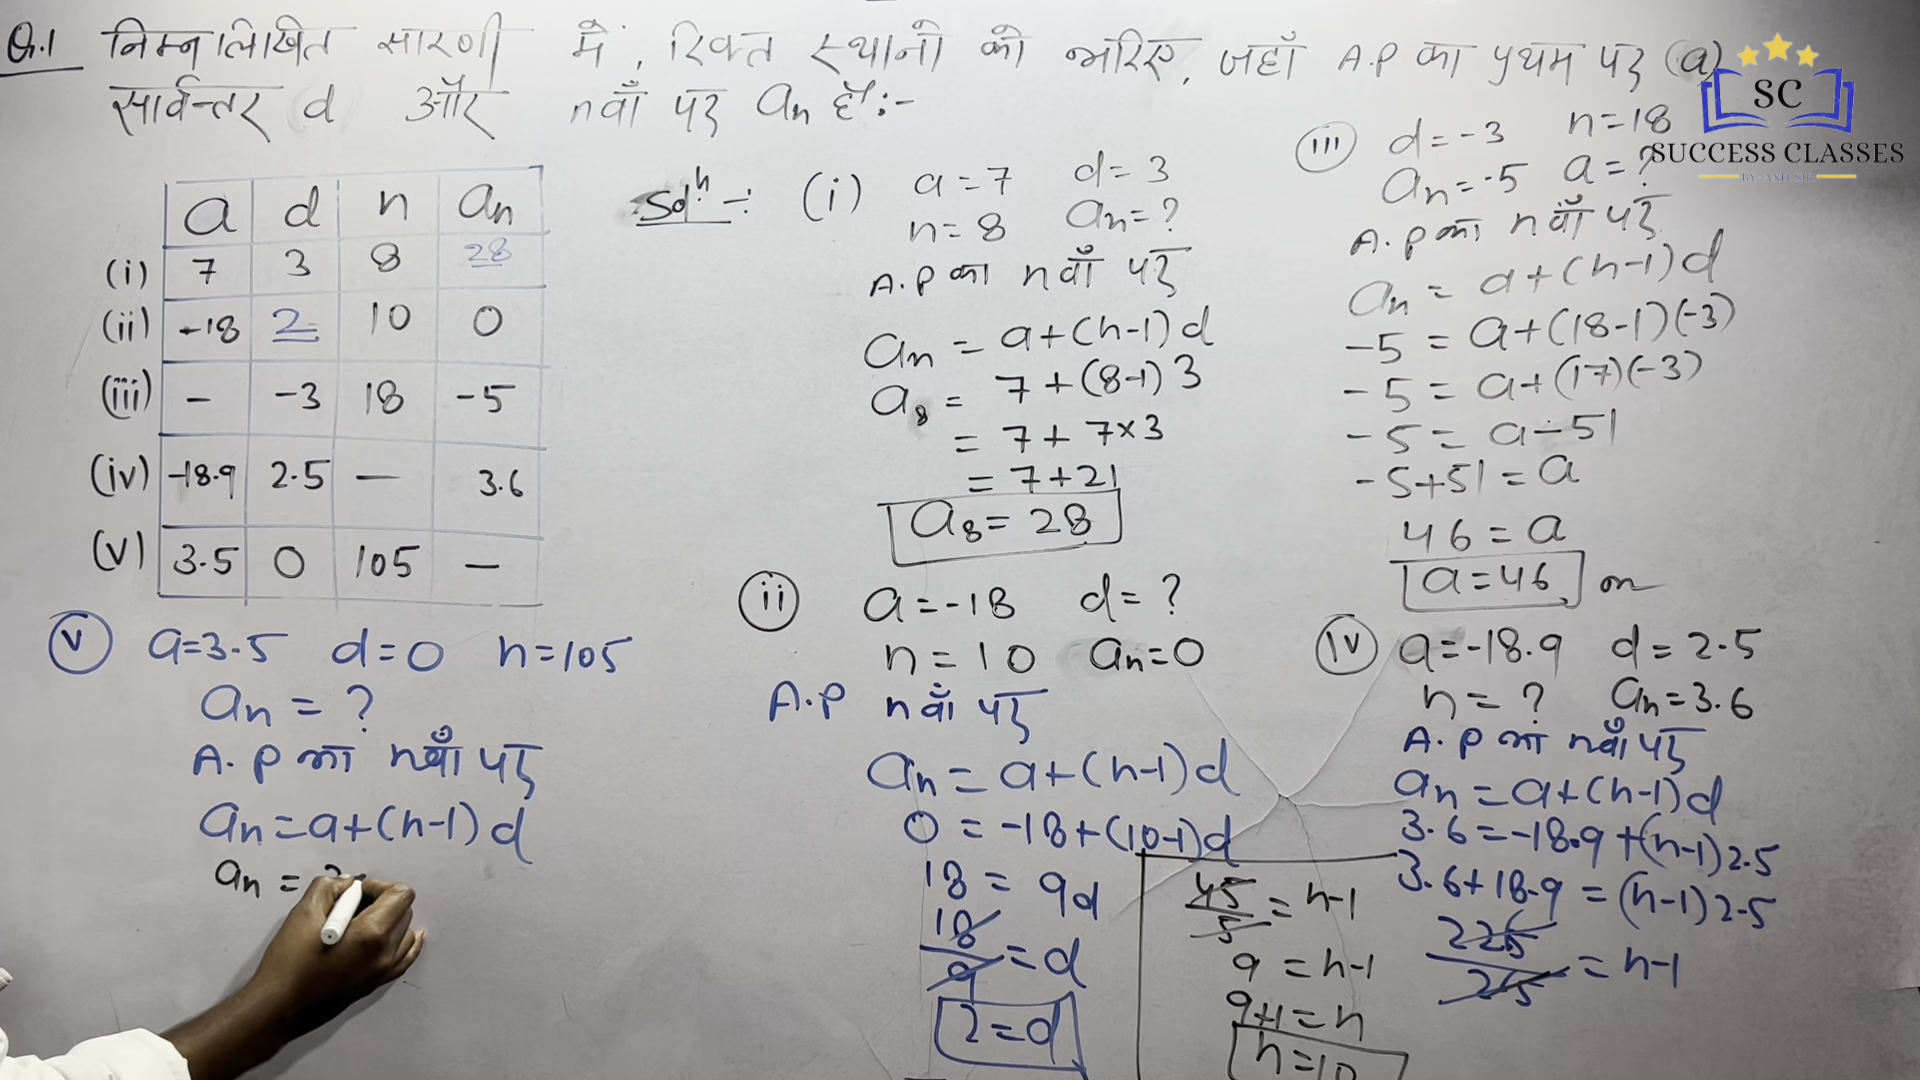 Q.1 निम्नलिखित सारणी में, रिक्त स्थानों को भरिए, जहाँ A.P का प्रथम पद (a)
सार्वन्तर d और nवाँ पद an है:-
a d n an
(i) 7 3 8 28
(ii) -18 2 10 0
(iii) - -3 18 -5
(iv) -18.9 2.5 — 3.6
(v) 3.5 0 105 —
Solⁿ -: (i) a=7 d=3
n=8 an=?
A.P का nवाँ पद
an = a+(n-1)d
a8 = 7+(8-1)3
= 7+7×3
= 7+21
a8=28
(ii) a=-18 d=?
n=10 an=0
A.P nवाँ पद
an=a+(n-1)d
0=-18+(10-1)d
18=9d
18/9=d
2=d
(iii) d=-3 n=18
an=-5 a=?
A.P का nवाँ पद
an = a+(n-1)d
-5 = a+(18-1)(-3)
-5 = a+(17)(-3)
-5 = a-51
-5+51=a
46=a
a=46
(iv) a=-18.9 d=2.5
n=? an=3.6
A.P का nवाँ पद
an=a+(n-1)d
3.6=-18.9+(n-1)2.5
3.6+18.9=(n-1)2.5
225/25=n-1
45/5=n-1
9=n-1
9+1=n
n=10
(v) a=3.5 d=0 n=105
an=?
A.P का nवाँ पद
an=a+(n-1)d
an =
SC
SUCCESS CLASSES